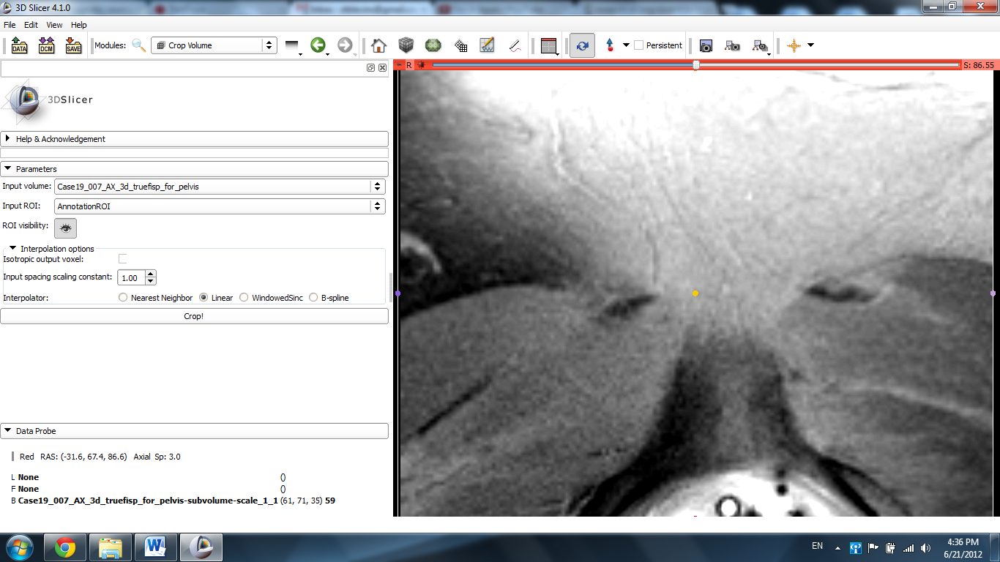 3D Slicer 4.1.0
File Edit View Help
DATA DCM SAVE Modules: Crop Volume Persistent
R S: 86.55
3DSlicer
Help & Acknowledgement
Parameters
Input volume: Case19_007_AX_3d_truefisp_for_pelvis
Input ROI: AnnotationROI
ROI visibility:
Interpolation options
Isotropic output voxel:
Input spacing scaling constant: 1.00
Interpolator: Nearest Neighbor Linear WindowedSinc B-spline
Crop!
Data Probe
Red RAS: (-31.6, 67.4, 86.6) Axial Sp: 3.0
L None ()
F None ()
B Case19_007_AX_3d_truefisp_for_pelvis-subvolume-scale_1_1 (61, 71, 35) 59
EN 4:36 PM
6/21/2012